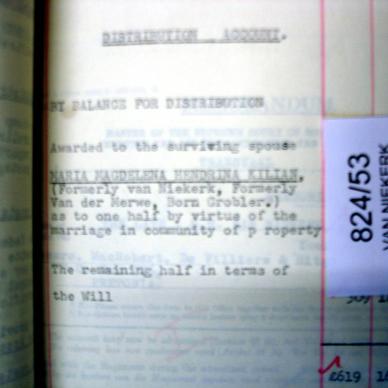 DISTRIBUTION ACCOUNT.
BY BALANCE FOR DISTRIBUTION
Awarded to the surviving spouse
MARIA MAGDELENA HENDRINA KILIAN,
(Formerly van Niekerk, Formerly
Van der Merwe, Born Grobler.)
as to one half by virtue of the
marriage in community of p roperty
The remaining half in terms of
the Will
£619
824/53
VAN NIEKERK